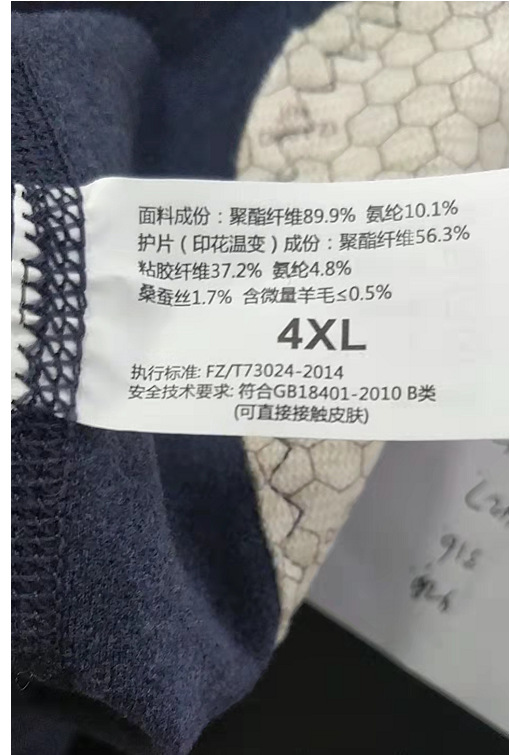 面料成份：聚酯纤维89.9% 氨纶10.1%
护片（印花温变）成份：聚酯纤维56.3%
粘胶纤维37.2% 氨纶4.8%
桑蚕丝1.7% 含微量羊毛≤0.5%
4XL
执行标准: FZ/T73024-2014
安全技术要求: 符合GB18401-2010 B类
(可直接接触皮肤)